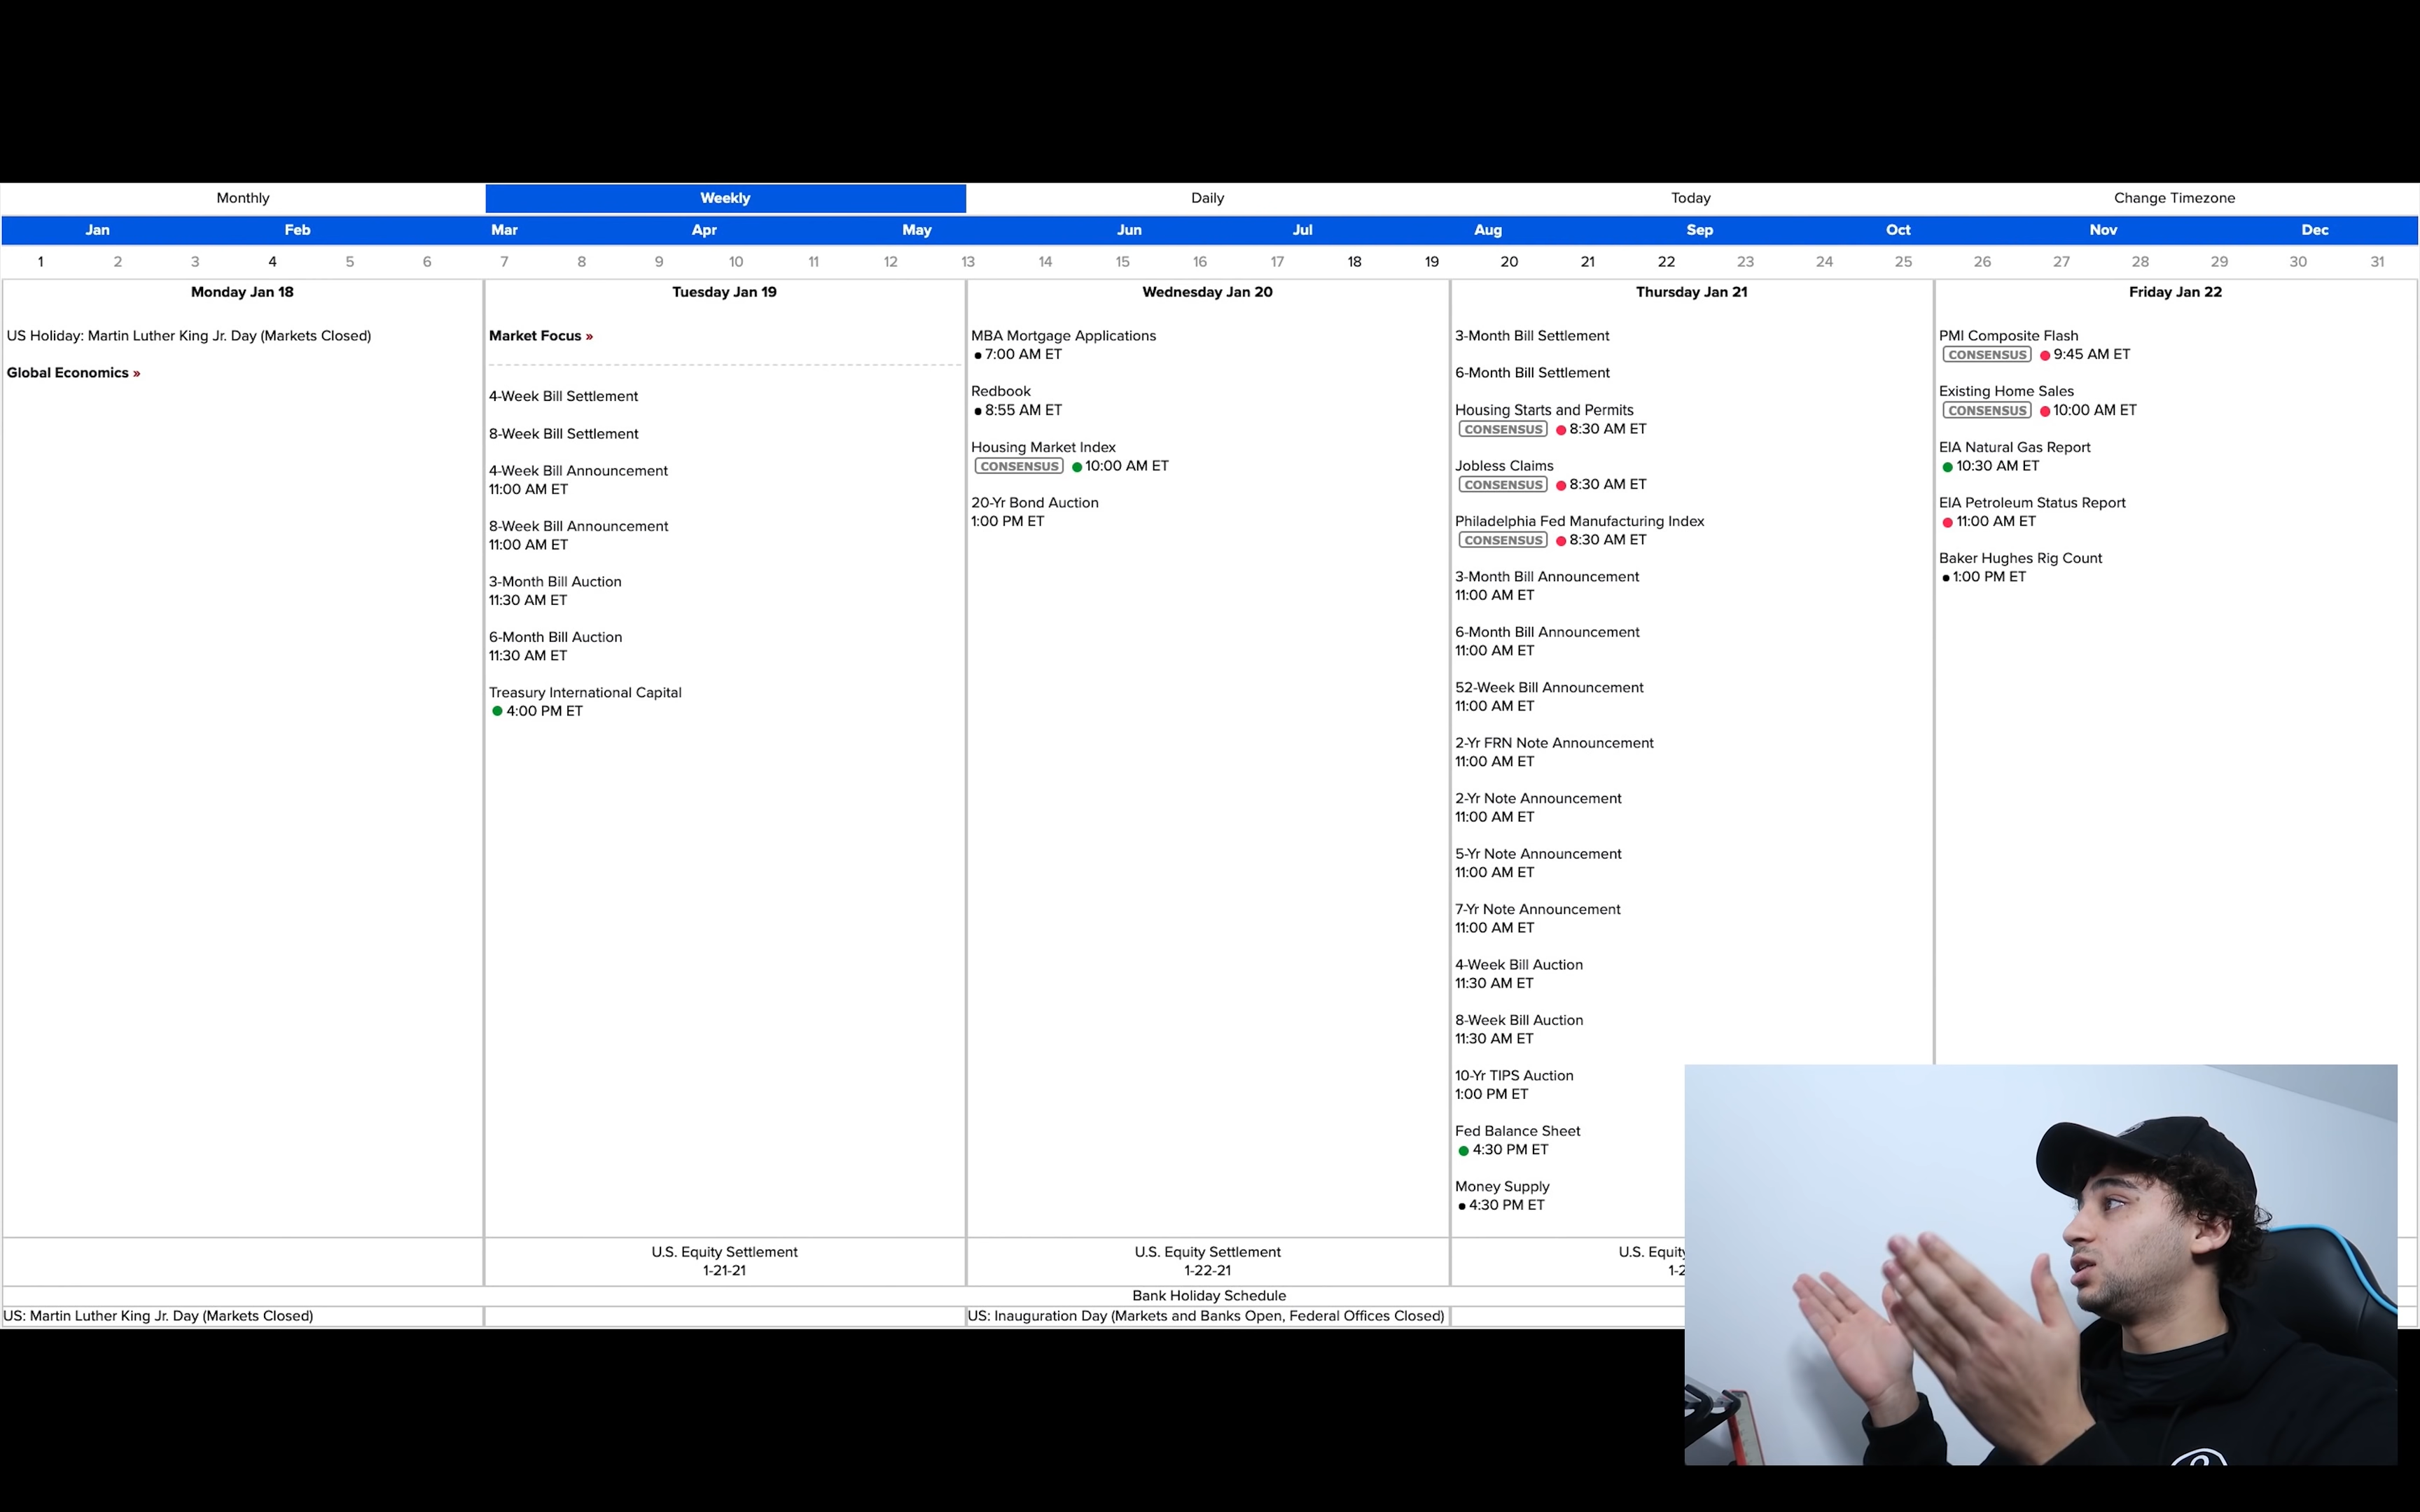 Monthly Weekly Daily Today Change Timezone
Jan Feb Mar Apr May Jun Jul Aug Sep Oct Nov Dec
1 2 3 4 5 6 7 8 9 10 11 12 13 14 15 16 17 18 19 20 21 22 23 24 25 26 27 28 29 30 31
Monday Jan 18
US Holiday: Martin Luther King Jr. Day (Markets Closed)
Global Economics »
Tuesday Jan 19
Market Focus »
4-Week Bill Settlement
8-Week Bill Settlement
4-Week Bill Announcement
11:00 AM ET
8-Week Bill Announcement
11:00 AM ET
3-Month Bill Auction
11:30 AM ET
6-Month Bill Auction
11:30 AM ET
Treasury International Capital
4:00 PM ET
Wednesday Jan 20
MBA Mortgage Applications
7:00 AM ET
Redbook
8:55 AM ET
Housing Market Index
CONSENSUS 10:00 AM ET
20-Yr Bond Auction
1:00 PM ET
Thursday Jan 21
3-Month Bill Settlement
6-Month Bill Settlement
Housing Starts and Permits
CONSENSUS 8:30 AM ET
Jobless Claims
CONSENSUS 8:30 AM ET
Philadelphia Fed Manufacturing Index
CONSENSUS 8:30 AM ET
3-Month Bill Announcement
11:00 AM ET
6-Month Bill Announcement
11:00 AM ET
52-Week Bill Announcement
11:00 AM ET
2-Yr FRN Note Announcement
11:00 AM ET
2-Yr Note Announcement
11:00 AM ET
5-Yr Note Announcement
11:00 AM ET
7-Yr Note Announcement
11:00 AM ET
4-Week Bill Auction
11:30 AM ET
8-Week Bill Auction
11:30 AM ET
10-Yr TIPS Auction
1:00 PM ET
Fed Balance Sheet
4:30 PM ET
Money Supply
4:30 PM ET
Friday Jan 22
PMI Composite Flash
CONSENSUS 9:45 AM ET
Existing Home Sales
CONSENSUS 10:00 AM ET
EIA Natural Gas Report
10:30 AM ET
EIA Petroleum Status Report
11:00 AM ET
Baker Hughes Rig Count
1:00 PM ET
U.S. Equity Settlement
1-21-21
U.S. Equity Settlement
1-22-21
U.S. Equity
1-2
Bank Holiday Schedule
US: Martin Luther King Jr. Day (Markets Closed)
US: Inauguration Day (Markets and Banks Open, Federal Offices Closed)